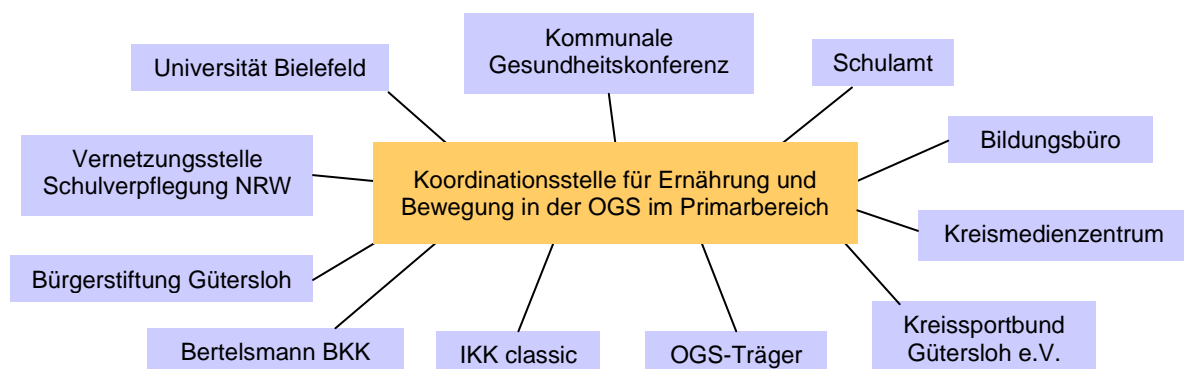 Kommunale
Gesundheitskonferenz
Universität Bielefeld
Schulamt
Bildungsbüro
Vernetzungsstelle
Schulverpflegung NRW
Koordinationsstelle für Ernährung und
Bewegung in der OGS im Primarbereich
Kreismedienzentrum
Bürgerstiftung Gütersloh
Kreissportbund
Gütersloh e.V.
Bertelsmann BKK
IKK classic
OGS-Träger